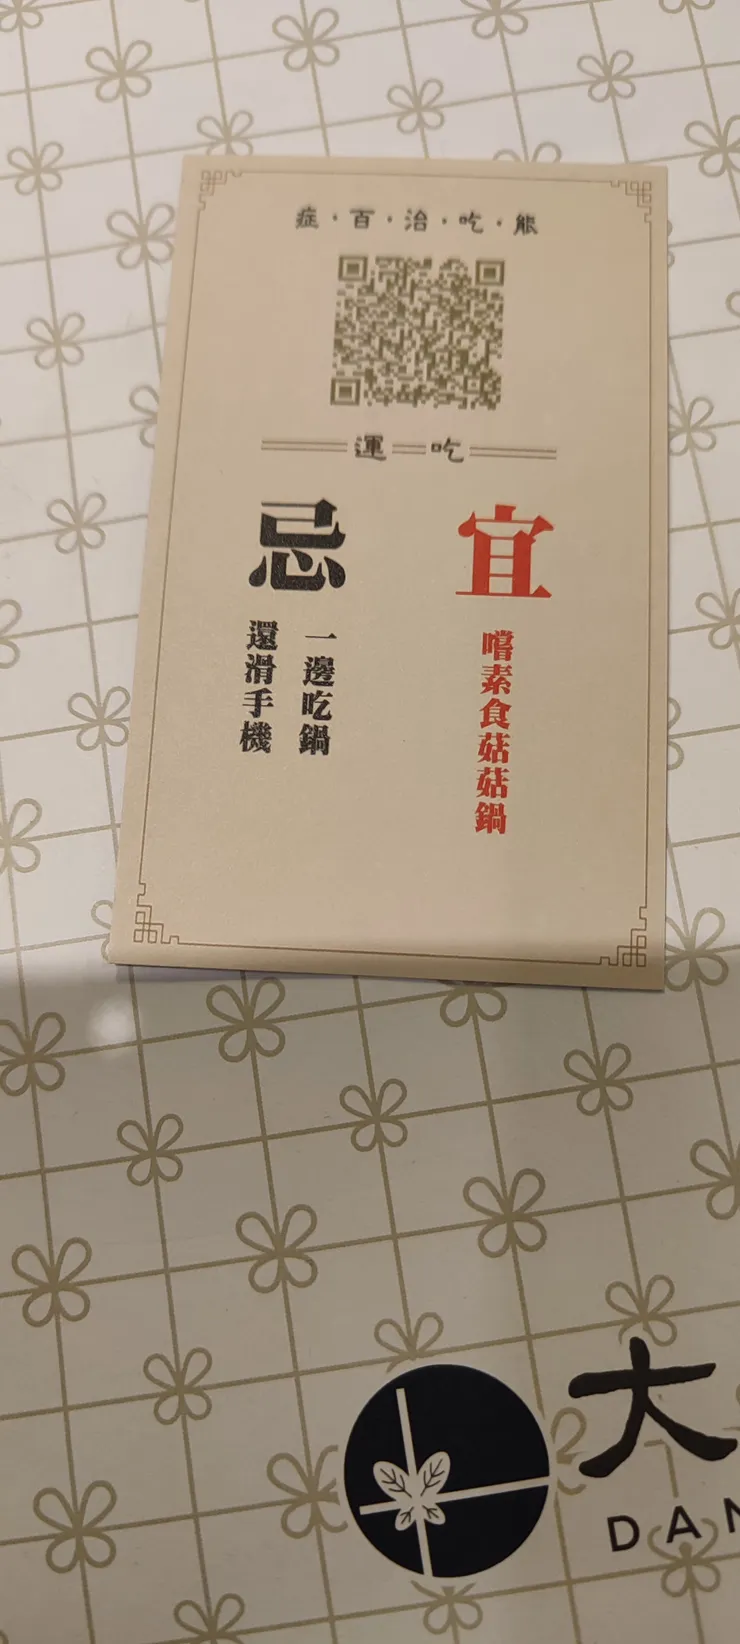 能·吃·治·百·症
吃運
宜
嚐素食菇菇鍋
忌
一邊吃鍋
還滑手機
大
DAN